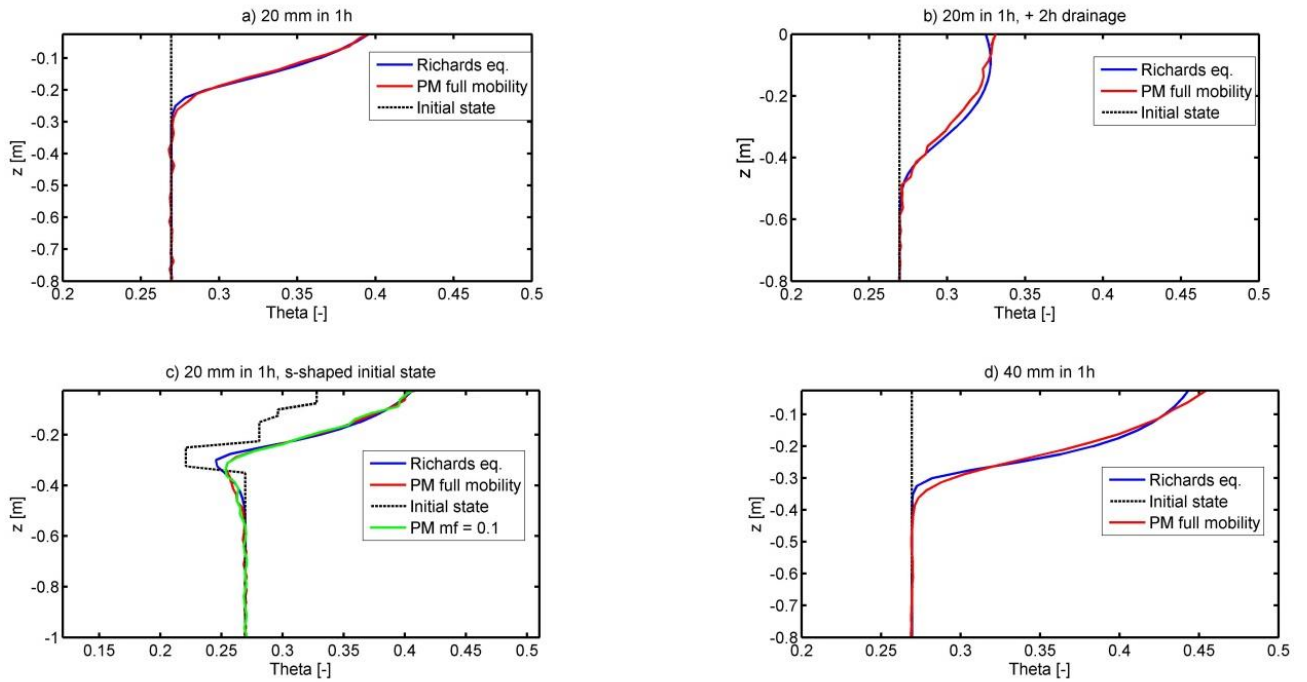 a) 20 mm in 1h
-0.1
-0.2
-0.3
-0.4
-0.5
-0.6
-0.7
-0.8
z [m]
0.2 0.25 0.3 0.35 0.4 0.45 0.5
Theta [-]
Richards eq.
PM full mobility
Initial state
b) 20m in 1h, + 2h drainage
0
-0.2
-0.4
-0.6
-0.8
z [m]
0.2 0.25 0.3 0.35 0.4 0.45 0.5
Theta [-]
Richards eq.
PM full mobility
Initial state
c) 20 mm in 1h, s-shaped initial state
-0.2
-0.4
-0.6
-0.8
-1
z [m]
0.15 0.2 0.25 0.3 0.35 0.4 0.45 0.5
Theta [-]
Richards eq.
PM full mobility
Initial state
PM mf = 0.1
d) 40 mm in 1h
-0.1
-0.2
-0.3
-0.4
-0.5
-0.6
-0.7
-0.8
z [m]
0.2 0.25 0.3 0.35 0.4 0.45 0.5
Theta [-]
Richards eq.
Initial state
PM full mobility